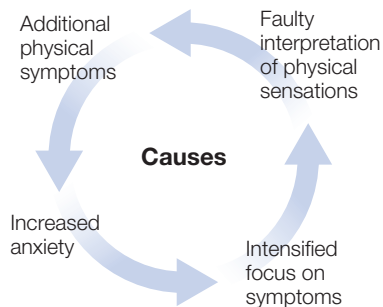 Additional
physical
symptoms
Faulty
interpretation
of physical
sensations
Causes
Increased
anxiety
Intensified
focus on
symptoms